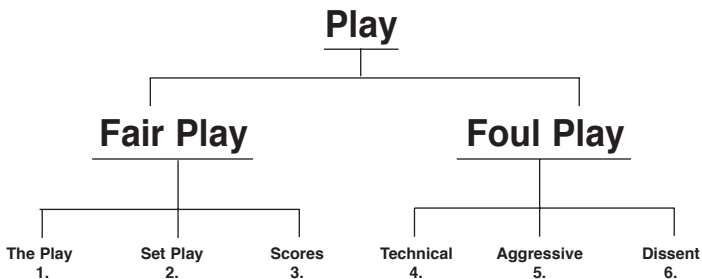 Play
Fair Play
Foul Play
The Play
1.
Set Play
2.
Scores
3.
Technical
4.
Aggressive
5.
Dissent
6.